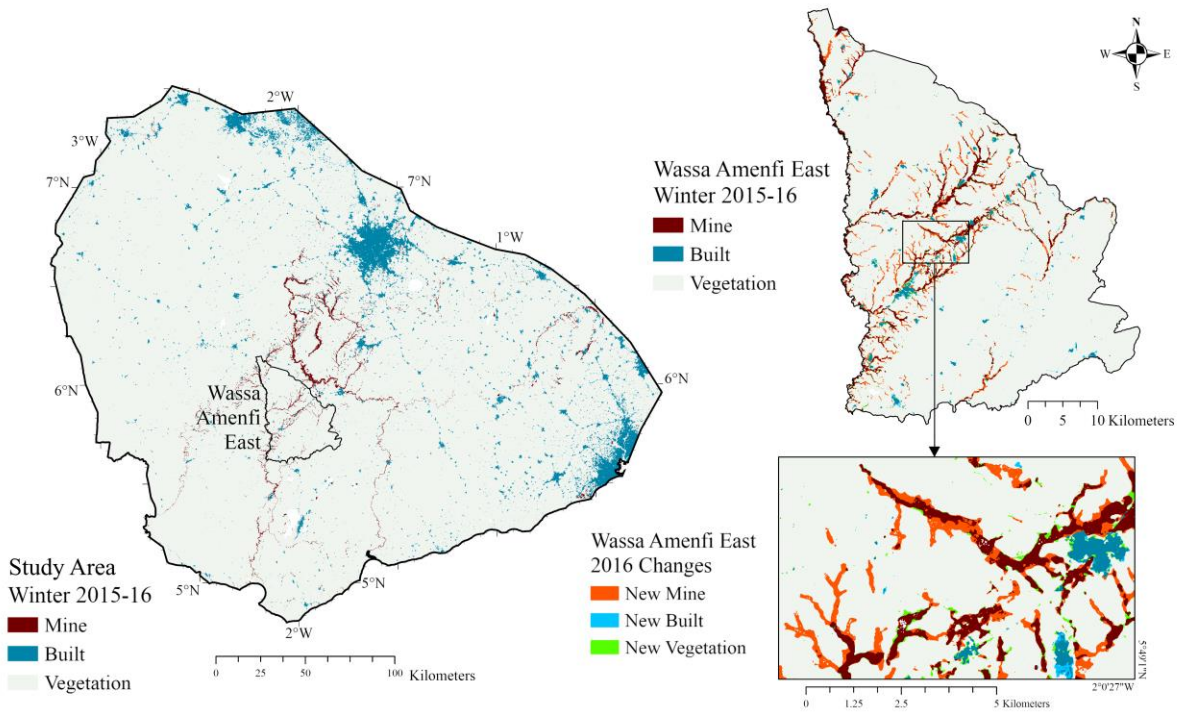 2°W
3°W
7°N
7°N
1°W
6°N
6°N
Wassa
Amenfi
East
5°N
5°N
2°W
Study Area
Winter 2015-16
Mine
Built
Vegetation
0 25 50 100
Kilometers
N
W E
S
Wassa Amenfi East
Winter 2015-16
Mine
Built
Vegetation
0 5 10 Kilometers
Wassa Amenfi East
2016 Changes
New Mine
New Built
New Vegetation
5°49'1"N
2°0'27"W
0 1.25 2.5 5 Kilometers